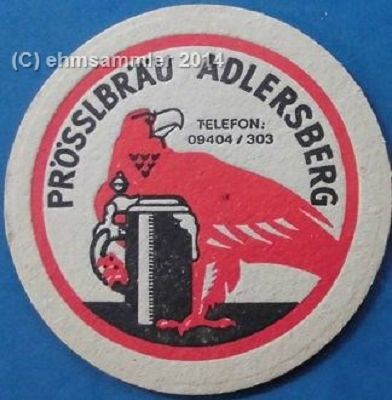 (C) ehmsammler 2014
PRÖSSLBRÄU ADLERSBERG
TELEFON:
09404 / 303